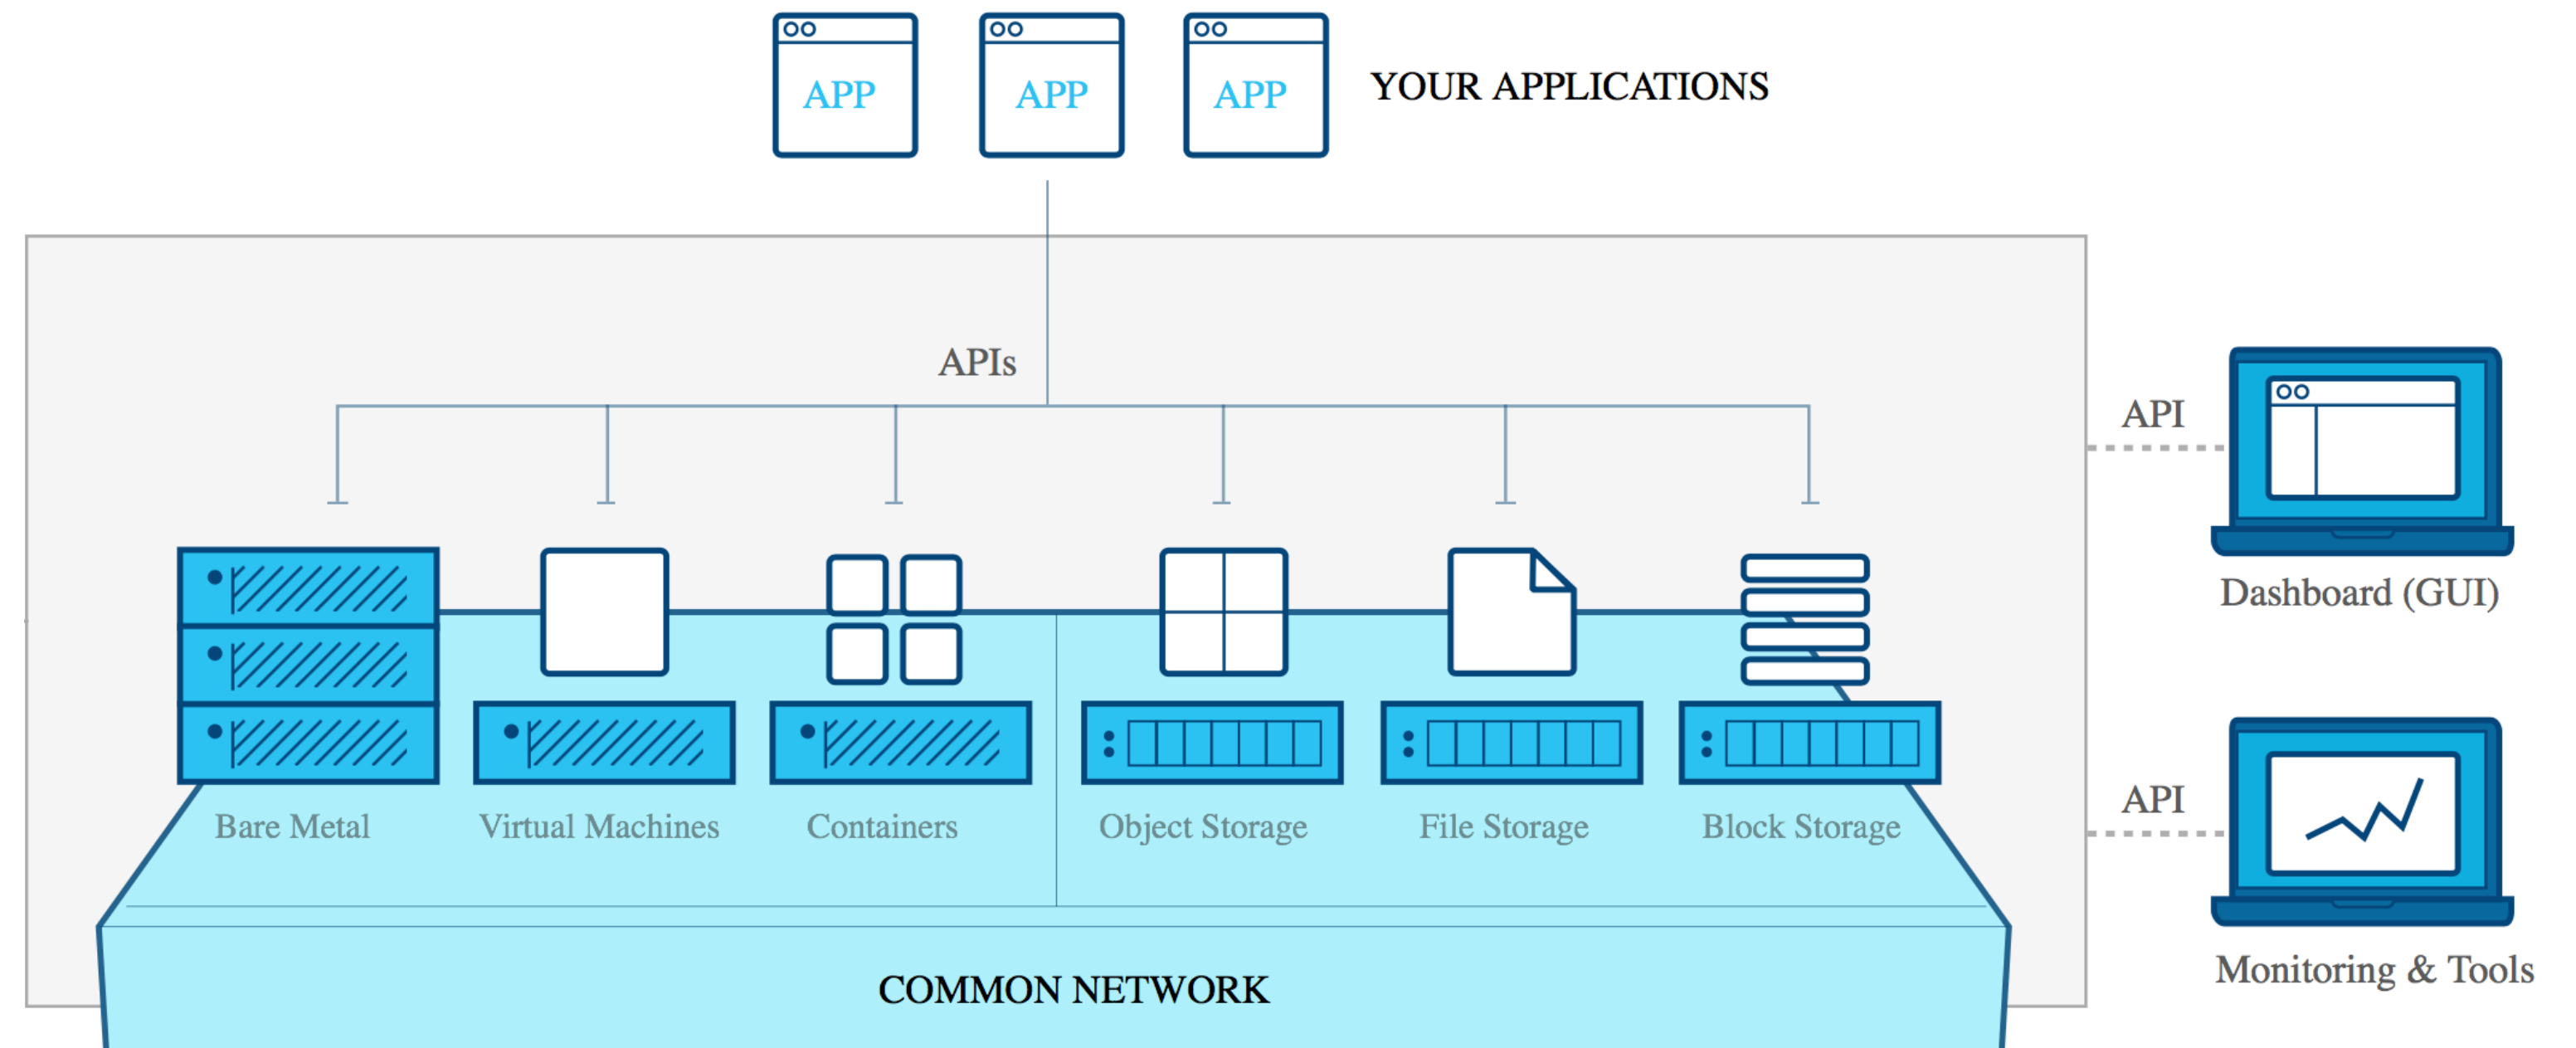 APP
APP
APP
YOUR APPLICATIONS
APIs
API
Dashboard (GUI)
Bare Metal
Virtual Machines
Containers
Object Storage
File Storage
Block Storage
API
Monitoring & Tools
COMMON NETWORK